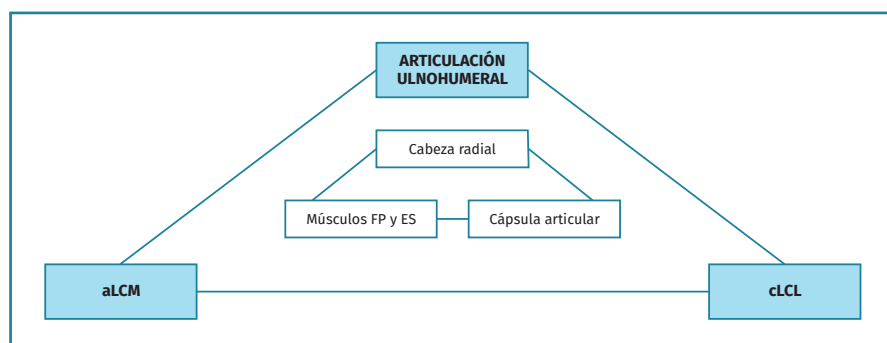 ARTICULACIÓN
ULNOHUMERAL
Cabeza radial
Músculos FP y ES
Cápsula articular
aLCM
cLCL